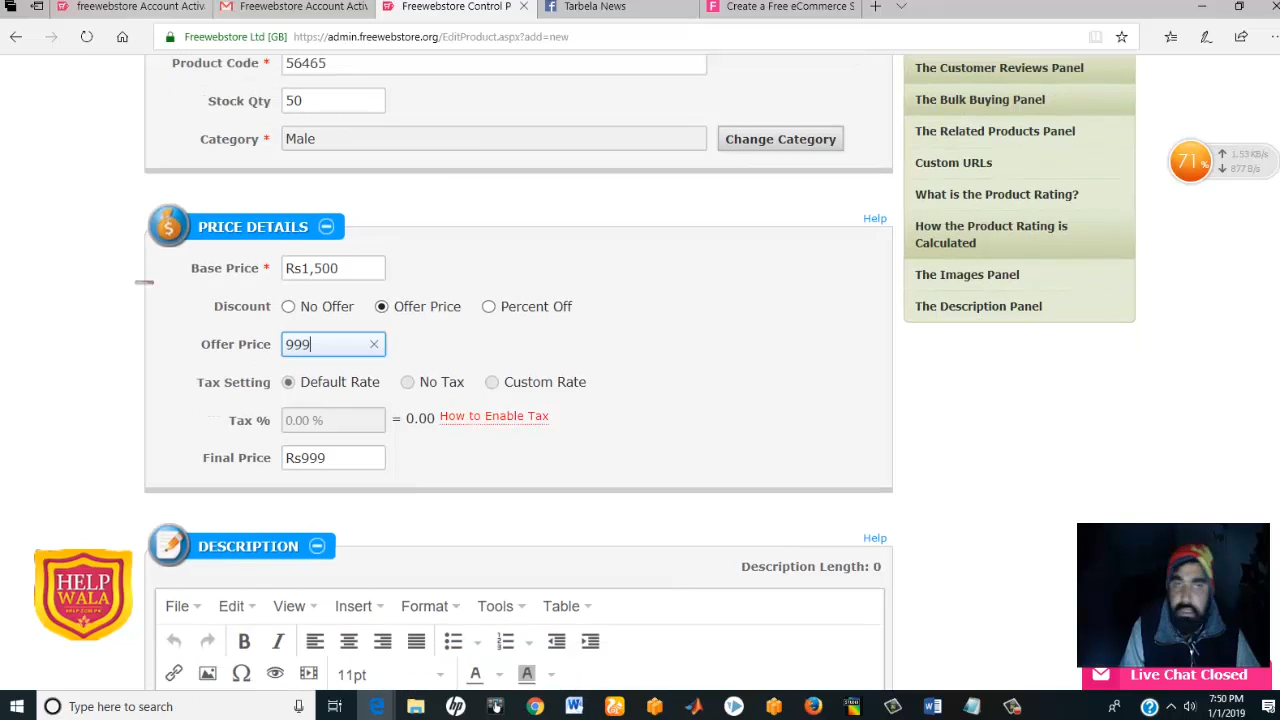 freewebstore Account Activ
Freewebstore Account Activ
Freewebstore Control P
Tarbela News
Create a Free eCommerce S
Freewebstore Ltd [GB]
https://admin.freewebstore.org/EditProduct.aspx?add=new
Product Code *
56465
Stock Qty
50
Category *
Male
Change Category
The Customer Reviews Panel
The Bulk Buying Panel
The Related Products Panel
Custom URLs
What is the Product Rating?
How the Product Rating is
Calculated
The Images Panel
The Description Panel
71%
1.53KB/s
877B/s
PRICE DETAILS
Help
Base Price *
Rs1,500
Discount
No Offer
Offer Price
Percent Off
Offer Price
999
Tax Setting
Default Rate
No Tax
Custom Rate
Tax %
0.00 %
= 0.00
How to Enable Tax
Final Price
Rs999
DESCRIPTION
Help
Description Length: 0
File
Edit
View
Insert
Format
Tools
Table
11pt
HELP
WALA
Live Chat Closed
Type here to search
7:50 PM
1/1/2019